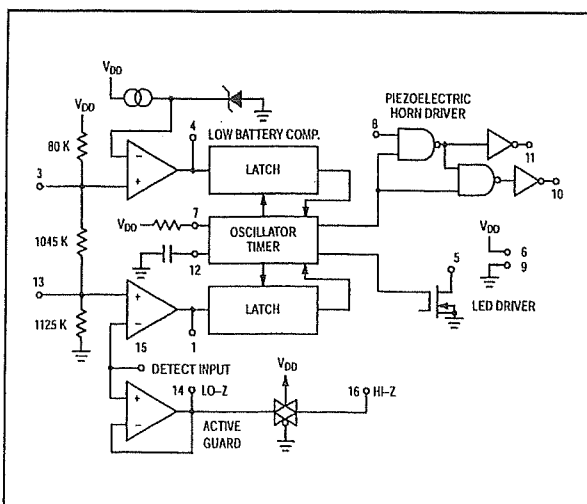 VDD
VDD
80 K
3
4
LOW BATTERY COMP.
LATCH
PIEZOELECTRIC
HORN DRIVER
8
11
10
1045 K
VDD
7
OSCILLATOR
TIMER
12
VDD
6
9
5
LED DRIVER
13
1125 K
LATCH
15
1
DETECT INPUT
14
LO–Z
ACTIVE
GUARD
VDD
16
HI–Z
+
−
+
−
+
−